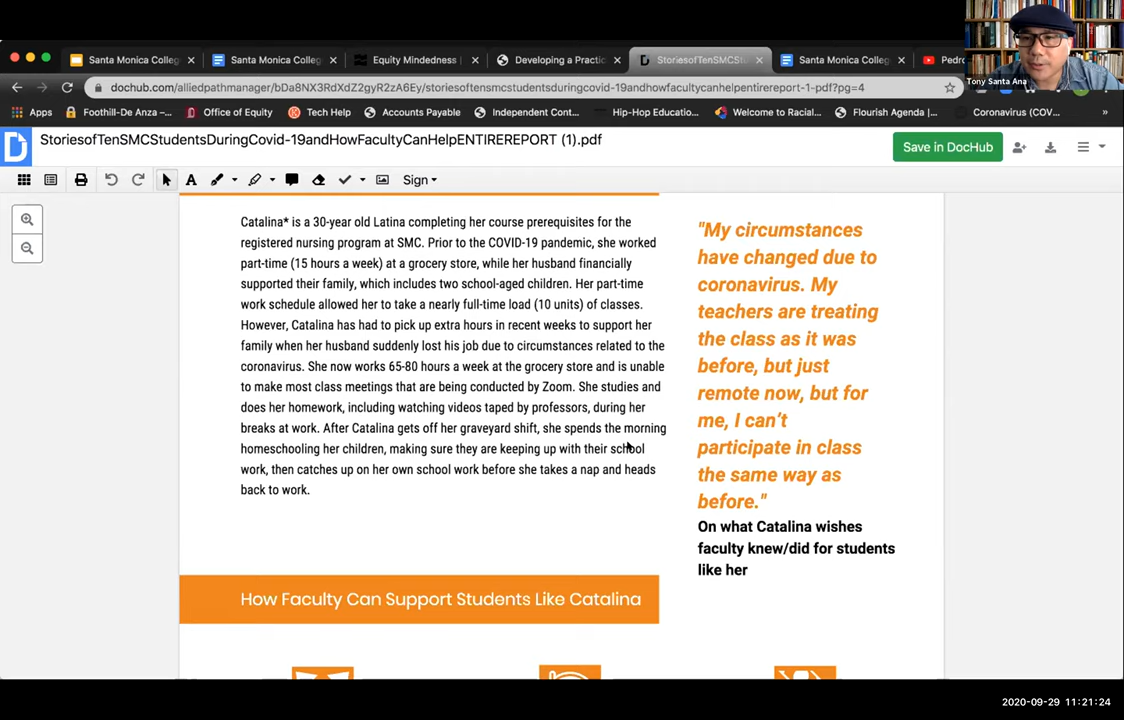 Santa Monica Colleg
Santa Monica Colleg
Equity Mindedness |
Developing a Practic
StoriesofTenSMCStu
Santa Monica Colleg
Pedro
Tony Santa Ana
dochub.com/alliedpathmanager/bDa8NX3RdXdZ2gyR2zA6Ey/storiesoftensmcstudentsduringcovid-19andhowfacultycanhelpentirereport-1-pdf?pg=4
Apps
Foothill-De Anza –...
Office of Equity
Tech Help
Accounts Payable
Independent Cont...
Hip-Hop Educatio...
Welcome to Racial...
Flourish Agenda |...
Coronavirus (COV...
»
StoriesofTenSMCStudentsDuringCovid-19andHowFacultyCanHelpENTIREREPORT (1).pdf
Save in DocHub
A
Sign
Catalina* is a 30-year old Latina completing her course prerequisites for the
registered nursing program at SMC. Prior to the COVID-19 pandemic, she worked
part-time (15 hours a week) at a grocery store, while her husband financially
supported their family, which includes two school-aged children. Her part-time
work schedule allowed her to take a nearly full-time load (10 units) of classes.
However, Catalina has had to pick up extra hours in recent weeks to support her
family when her husband suddenly lost his job due to circumstances related to the
coronavirus. She now works 65-80 hours a week at the grocery store and is unable
to make most class meetings that are being conducted by Zoom. She studies and
does her homework, including watching videos taped by professors, during her
breaks at work. After Catalina gets off her graveyard shift, she spends the morning
homeschooling her children, making sure they are keeping up with their school
work, then catches up on her own school work before she takes a nap and heads
back to work.
"My circumstances
have changed due to
coronavirus. My
teachers are treating
the class as it was
before, but just
remote now, but for
me, I can't
participate in class
the same way as
before."
On what Catalina wishes
faculty knew/did for students
like her
How Faculty Can Support Students Like Catalina
2020-09-29 11:21:24